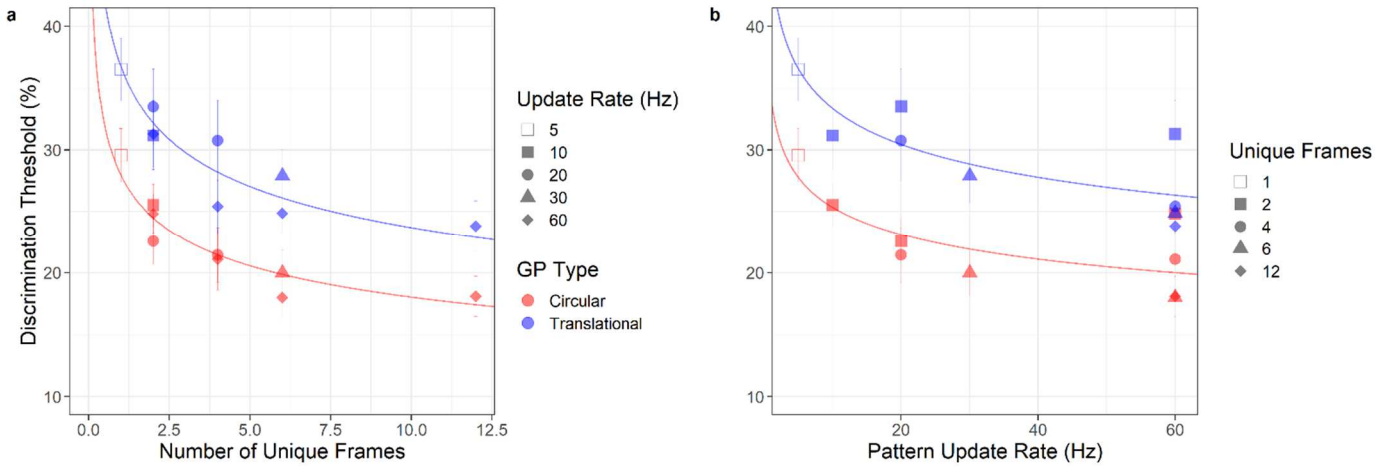 a
Discrimination Threshold (%)
40
30
20
10
0.0
2.5
5.0
7.5
10.0
12.5
Number of Unique Frames
Update Rate (Hz)
5
10
20
30
60
GP Type
Circular
Translational
b
40
30
20
10
20
40
60
Pattern Update Rate (Hz)
Unique Frames
1
2
4
6
12